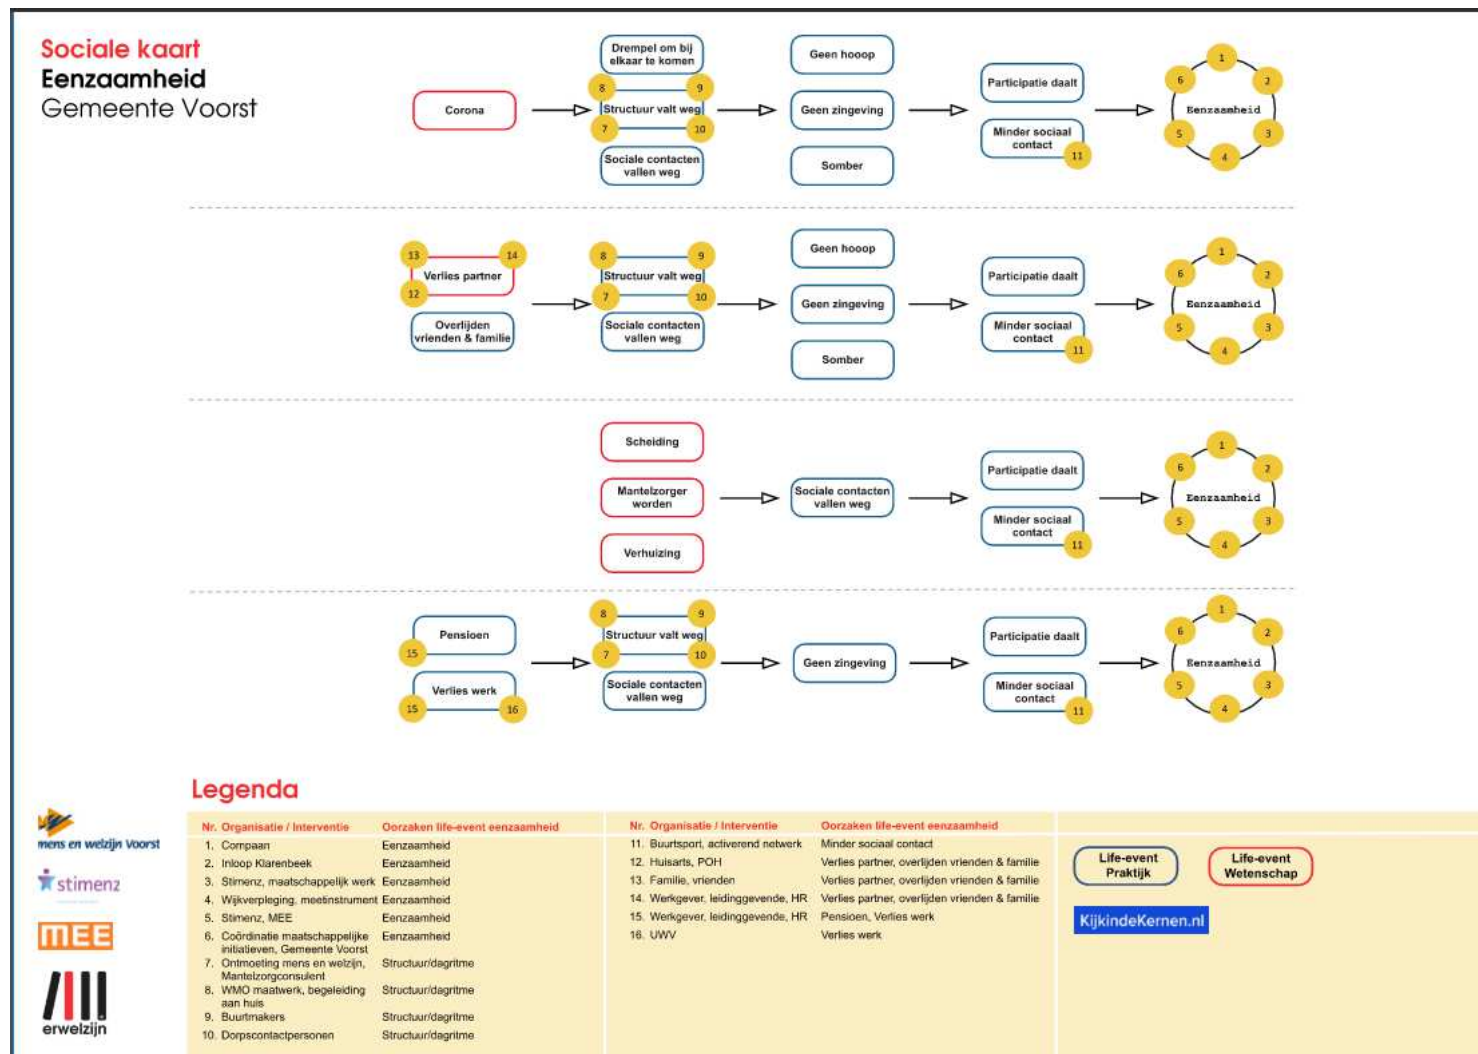 Sociale kaart
Eenzaamheid
Gemeente Voorst
Corona
Drempel om bij
elkaar te komen
8
9
Structuur valt weg
7
10
Sociale contacten
vallen weg
Geen hooop
Geen zingeving
Somber
Participatie daalt
Minder sociaal
contact
11
1
6
2
Eenzaamheid
5
3
4
13
14
Verlies partner
12
Overlijden
vrienden & familie
8
9
Structuur valt weg
7
10
Sociale contacten
vallen weg
Geen hooop
Geen zingeving
Somber
Participatie daalt
Minder sociaal
contact
11
1
6
2
Eenzaamheid
5
3
4
Scheiding
Mantelzorger
worden
Verhuizing
Sociale contacten
vallen weg
Participatie daalt
Minder sociaal
contact
11
1
6
2
Eenzaamheid
5
3
4
Pensioen
15
Verlies werk
15
16
8
9
Structuur valt weg
7
10
Sociale contacten
vallen weg
Geen zingeving
Participatie daalt
Minder sociaal
contact
11
1
6
2
Eenzaamheid
5
3
4
Legenda
mens en welzijn Voorst
stimenz
MEE
erwelzijn
Nr. Organisatie / Interventie Oorzaken life-event eenzaamheid
1. Compaan Eenzaamheid
2. Inloop Klarenbeek Eenzaamheid
3. Stimenz, maatschappelijk werk Eenzaamheid
4. Wijkverpleging, meetinstrument Eenzaamheid
5. Stimenz, MEE Eenzaamheid
6. Coördinatie maatschappelijke Eenzaamheid
initiatieven, Gemeente Voorst
7. Ontmoeting mens en welzijn, Structuur/dagritme
Mantelzorgconsulent
8. WMO maatwerk, begeleiding Structuur/dagritme
aan huis
9. Buurtmakers Structuur/dagritme
10. Dorpscontactpersonen Structuur/dagritme
Nr. Organisatie / Interventie Oorzaken life-event eenzaamheid
11. Buurtsport, activerend netwerk Minder sociaal contact
12. Huisarts, POH Verlies partner, overlijden vrienden & familie
13. Familie, vrienden Verlies partner, overlijden vrienden & familie
14. Werkgever, leidinggevende, HR Verlies partner, overlijden vrienden & familie
15. Werkgever, leidinggevende, HR Pensioen, Verlies werk
16. UWV Verlies werk
Life-event
Praktijk
Life-event
Wetenschap
KijkindeKernen.nl